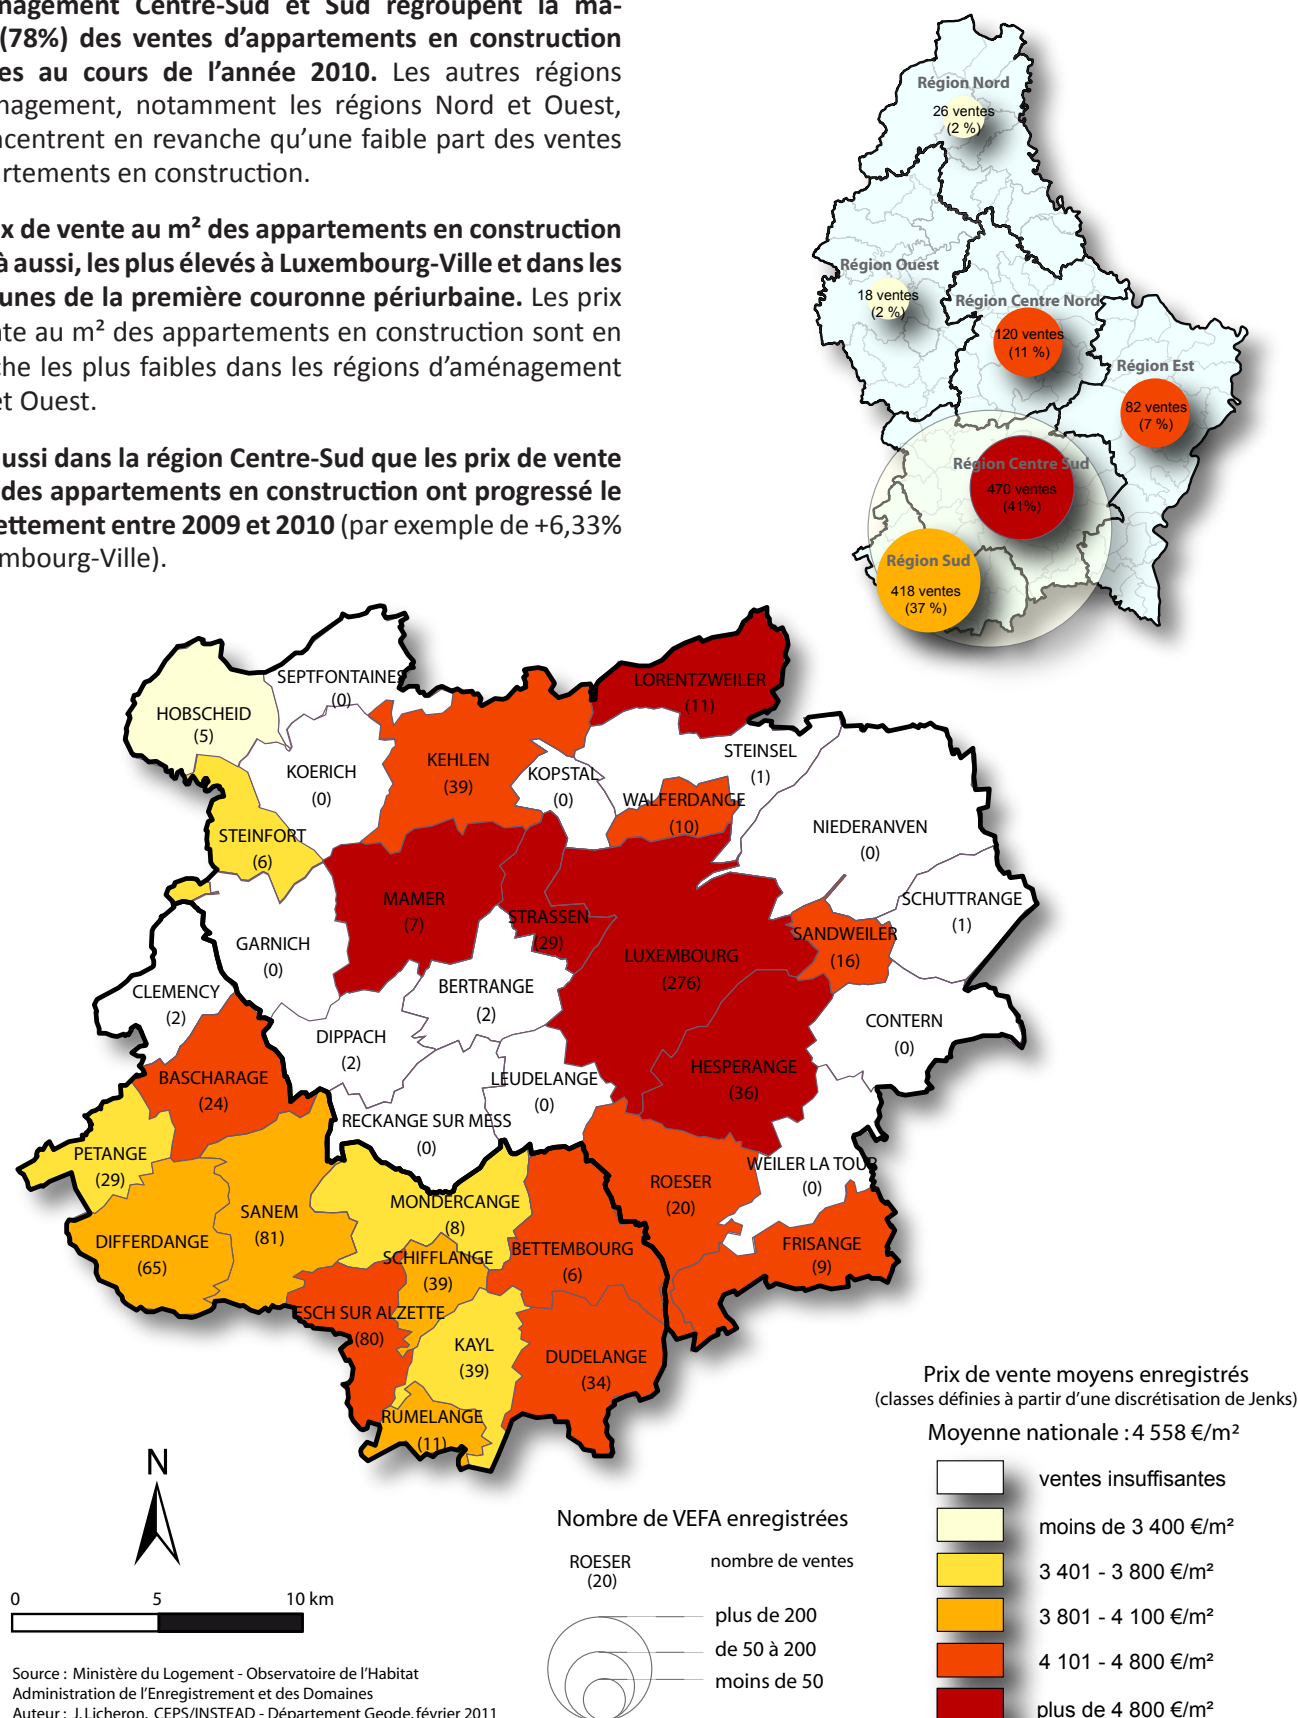 nagement Centre-Sud et Sud regroupent la ma-
(78%) des ventes d'appartements en construction
es au cours de l'année 2010. Les autres régions
nagement, notamment les régions Nord et Ouest,
ncentrent en revanche qu'une faible part des ventes
rtements en construction.
x de vente au m² des appartements en construction
à aussi, les plus élevés à Luxembourg-Ville et dans les
unes de la première couronne périurbaine. Les prix
nte au m² des appartements en construction sont en
che les plus faibles dans les régions d'aménagement
et Ouest.
ussi dans la région Centre-Sud que les prix de vente
des appartements en construction ont progressé le
ettement entre 2009 et 2010 (par exemple de +6,33%
mbourg-Ville).
Région Nord
26 ventes
(2 %)
Région Ouest
18 ventes
(2 %)
Région Centre Nord
120 ventes
(11 %)
Région Est
82 ventes
(7 %)
Région Centre Sud
470 ventes
(41%)
Région Sud
418 ventes
(37 %)
SEPTFONTAINES
(0)
LORENTZWEILER
(11)
HOBSCHEID
(5)
STEINSEL
(1)
KEHLEN
(39)
KOERICH
(0)
KOPSTAL
(0)
WALFERDANGE
(10)
NIEDERANVEN
(0)
STEINFORT
(6)
MAMER
(7)
SCHUTTRANGE
(1)
STRASSEN
(29)
SANDWEILER
(16)
GARNICH
(0)
LUXEMBOURG
(276)
BERTRANGE
(2)
CLEMENCY
(2)
CONTERN
(0)
DIPPACH
(2)
HESPERANGE
(36)
BASCHARAGE
(24)
LEUDELANGE
(0)
RECKANGE SUR MESS
(0)
PETANGE
(29)
WEILER LA TOUR
(0)
ROESER
(20)
MONDERCANGE
(8)
SANEM
(81)
DIFFERDANGE
(65)
FRISANGE
(9)
BETTEMBOURG
(6)
SCHIFFLANGE
(39)
ESCH SUR ALZETTE
(80)
KAYL
(39)
DUDELANGE
(34)
RUMELANGE
(11)
Prix de vente moyens enregistrés
(classes définies à partir d'une discrétisation de Jenks)
Moyenne nationale : 4 558 €/m²
ventes insuffisantes
moins de 3 400 €/m²
3 401 - 3 800 €/m²
3 801 - 4 100 €/m²
4 101 - 4 800 €/m²
plus de 4 800 €/m²
N
Nombre de VEFA enregistrées
ROESER
(20)
nombre de ventes
plus de 200
de 50 à 200
moins de 50
0 5 10 km
Source : Ministère du Logement - Observatoire de l'Habitat
Administration de l'Enregistrement et des Domaines
Auteur : J.Licheron, CEPS/INSTEAD - Département Geode, février 2011